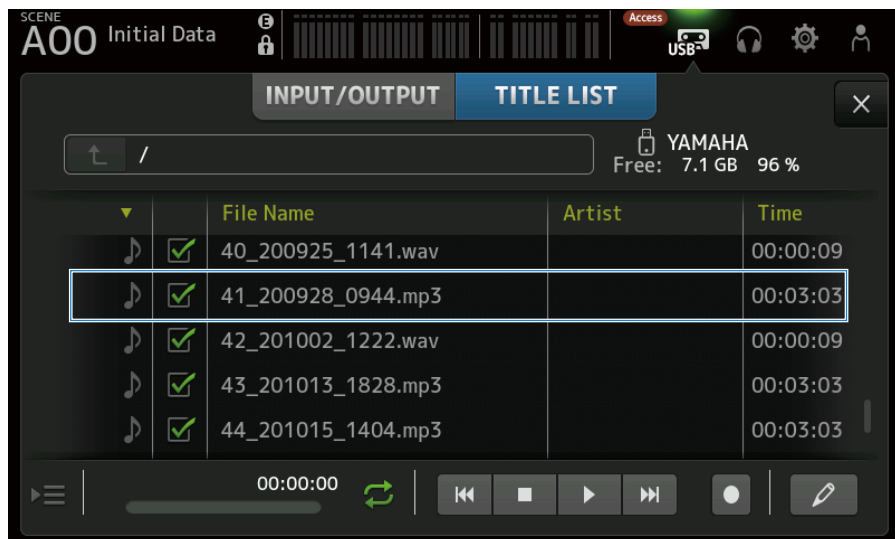 SCENE
A00 Initial Data
E
Access
USB
INPUT/OUTPUT
TITLE LIST
/
YAMAHA
Free: 7.1 GB 96 %
File Name Artist Time
40_200925_1141.wav 00:00:09
41_200928_0944.mp3 00:03:03
42_201002_1222.wav 00:00:09
43_201013_1828.mp3 00:03:03
44_201015_1404.mp3 00:03:03
00:00:00